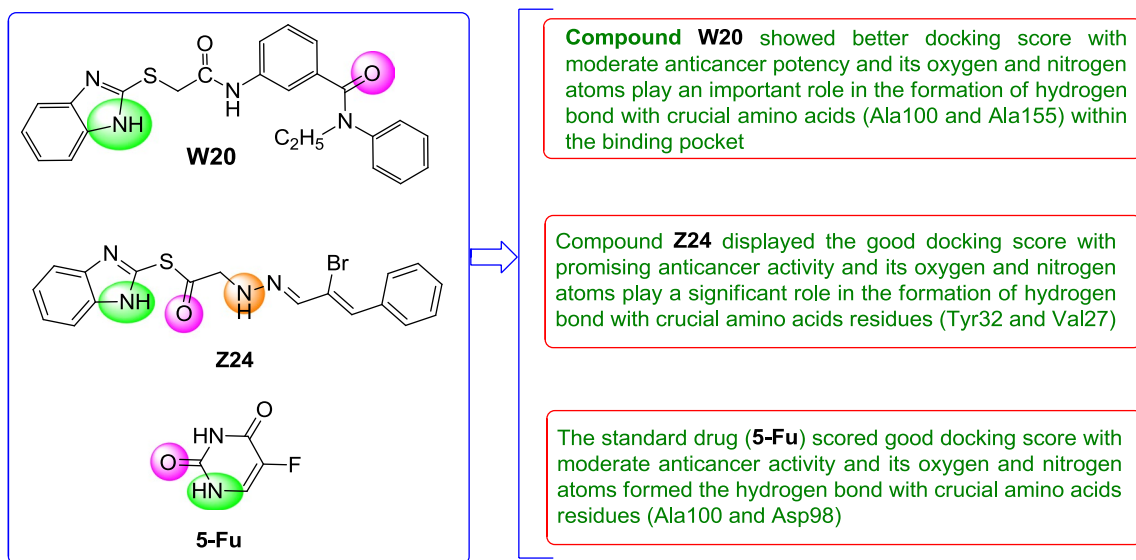 O
N
S
O
N
H
O
NH
N
C2H5
W20
N
S
Br
NH
O
N
H
N
Z24
O
HN
O
F
HN
5-Fu
Compound W20 showed better docking score with
moderate anticancer potency and its oxygen and nitrogen
atoms play an important role in the formation of hydrogen
bond with crucial amino acids (Ala100 and Ala155) within
the binding pocket
Compound Z24 displayed the good docking score with
promising anticancer activity and its oxygen and nitrogen
atoms play a significant role in the formation of hydrogen
bond with crucial amino acids residues (Tyr32 and Val27)
The standard drug (5-Fu) scored good docking score with
moderate anticancer activity and its oxygen and nitrogen
atoms formed the hydrogen bond with crucial amino acids
residues (Ala100 and Asp98)